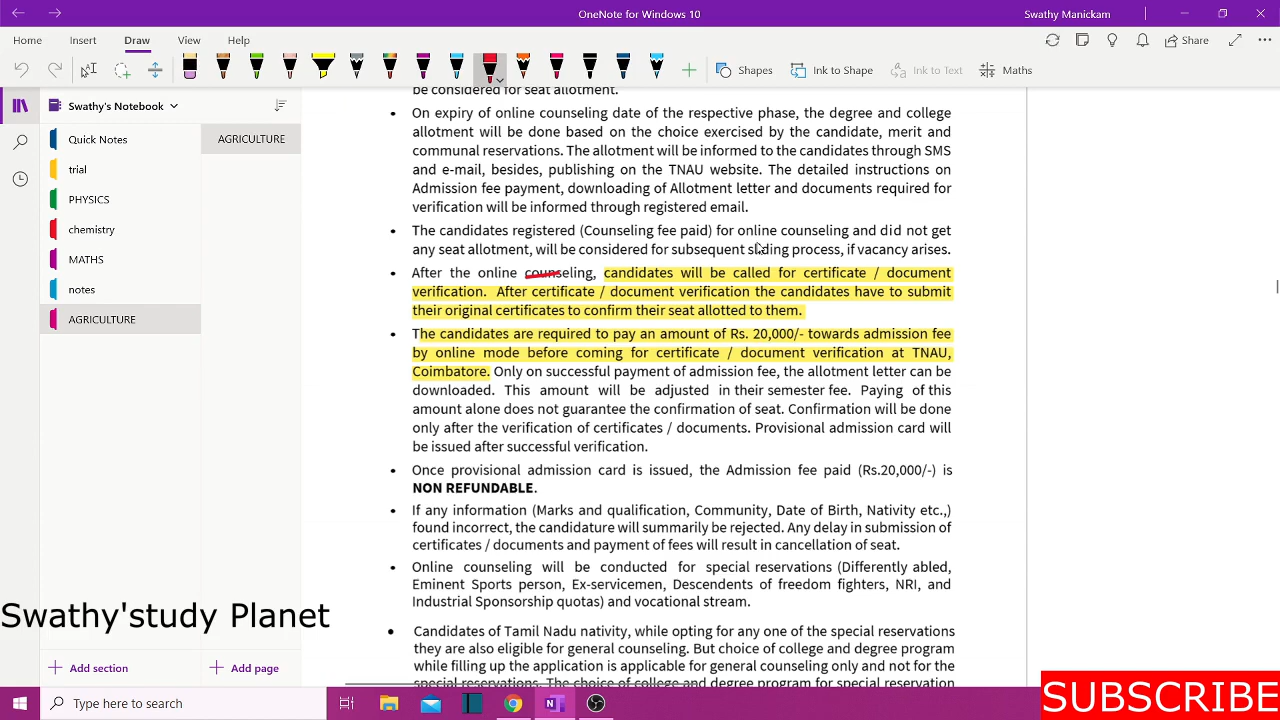 OneNote for Windows 10
Swathy Manickam
Home
Insert
Draw
View
Help
Share
Shapes
Ink to Shape
Ink to Text
Maths
Swathy's Notebook
Quick Notes
trial
PHYSICS
chemistry
MATHS
notes
AGRICULTURE
Add section
AGRICULTURE
Add page
be considered for seat allotment.
• On expiry of online counseling date of the respective phase, the degree and college
allotment will be done based on the choice exercised by the candidate, merit and
communal reservations. The allotment will be informed to the candidates through SMS
and e-mail, besides, publishing on the TNAU website. The detailed instructions on
Admission fee payment, downloading of Allotment letter and documents required for
verification will be informed through registered email.
• The candidates registered (Counseling fee paid) for online counseling and did not get
any seat allotment, will be considered for subsequent sliding process, if vacancy arises.
• After the online counseling, candidates will be called for certificate / document
verification. After certificate / document verification the candidates have to submit
their original certificates to confirm their seat allotted to them.
• The candidates are required to pay an amount of Rs. 20,000/- towards admission fee
by online mode before coming for certificate / document verification at TNAU,
Coimbatore. Only on successful payment of admission fee, the allotment letter can be
downloaded. This amount will be adjusted in their semester fee. Paying of this
amount alone does not guarantee the confirmation of seat. Confirmation will be done
only after the verification of certificates / documents. Provisional admission card will
be issued after successful verification.
• Once provisional admission card is issued, the Admission fee paid (Rs.20,000/-) is
NON REFUNDABLE.
• If any information (Marks and qualification, Community, Date of Birth, Nativity etc.,)
found incorrect, the candidature will summarily be rejected. Any delay in submission of
certificates / documents and payment of fees will result in cancellation of seat.
• Online counseling will be conducted for special reservations (Differently abled,
Eminent Sports person, Ex-servicemen, Descendents of freedom fighters, NRI, and
Industrial Sponsorship quotas) and vocational stream.
• Candidates of Tamil Nadu nativity, while opting for any one of the special reservations
they are also eligible for general counseling. But choice of college and degree program
while filling up the application is applicable for general counseling only and not for the
special reservations. The choice of college and degree program for special reservation
Swathy'study Planet
SUBSCRIBE
Type here to search